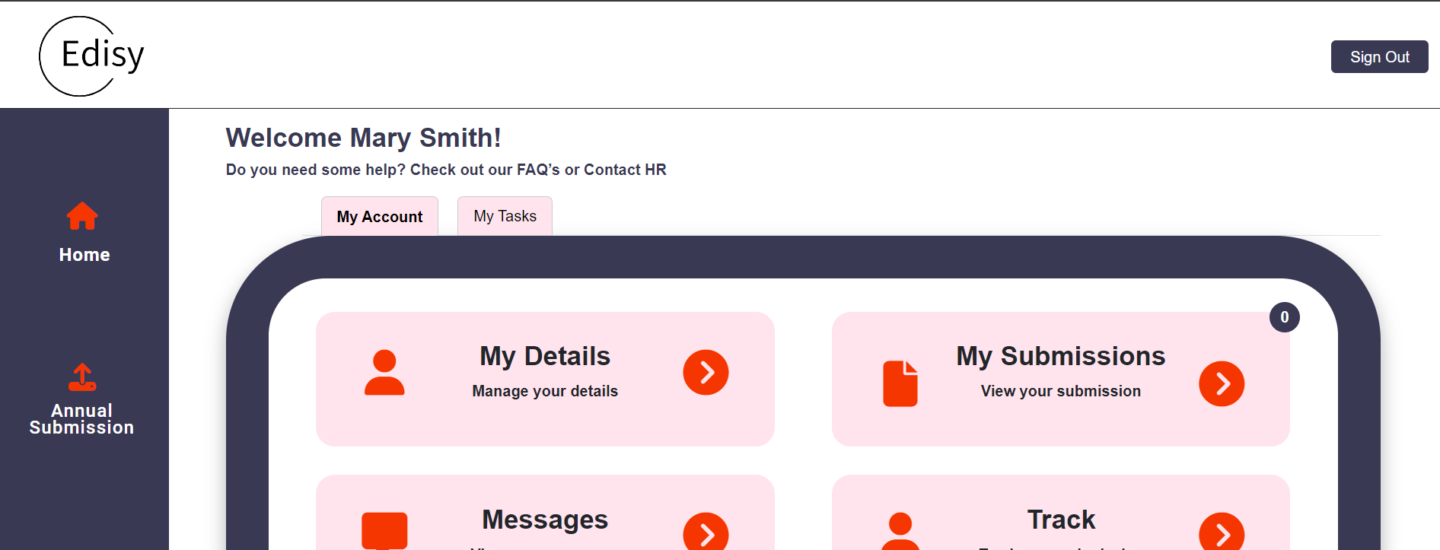 Edisy
Sign Out
Welcome Mary Smith!
Do you need some help? Check out our FAQ’s or Contact HR
My Account
My Tasks
Home
Annual
Submission
My Details
Manage your details
0
My Submissions
View your submission
Messages
Track